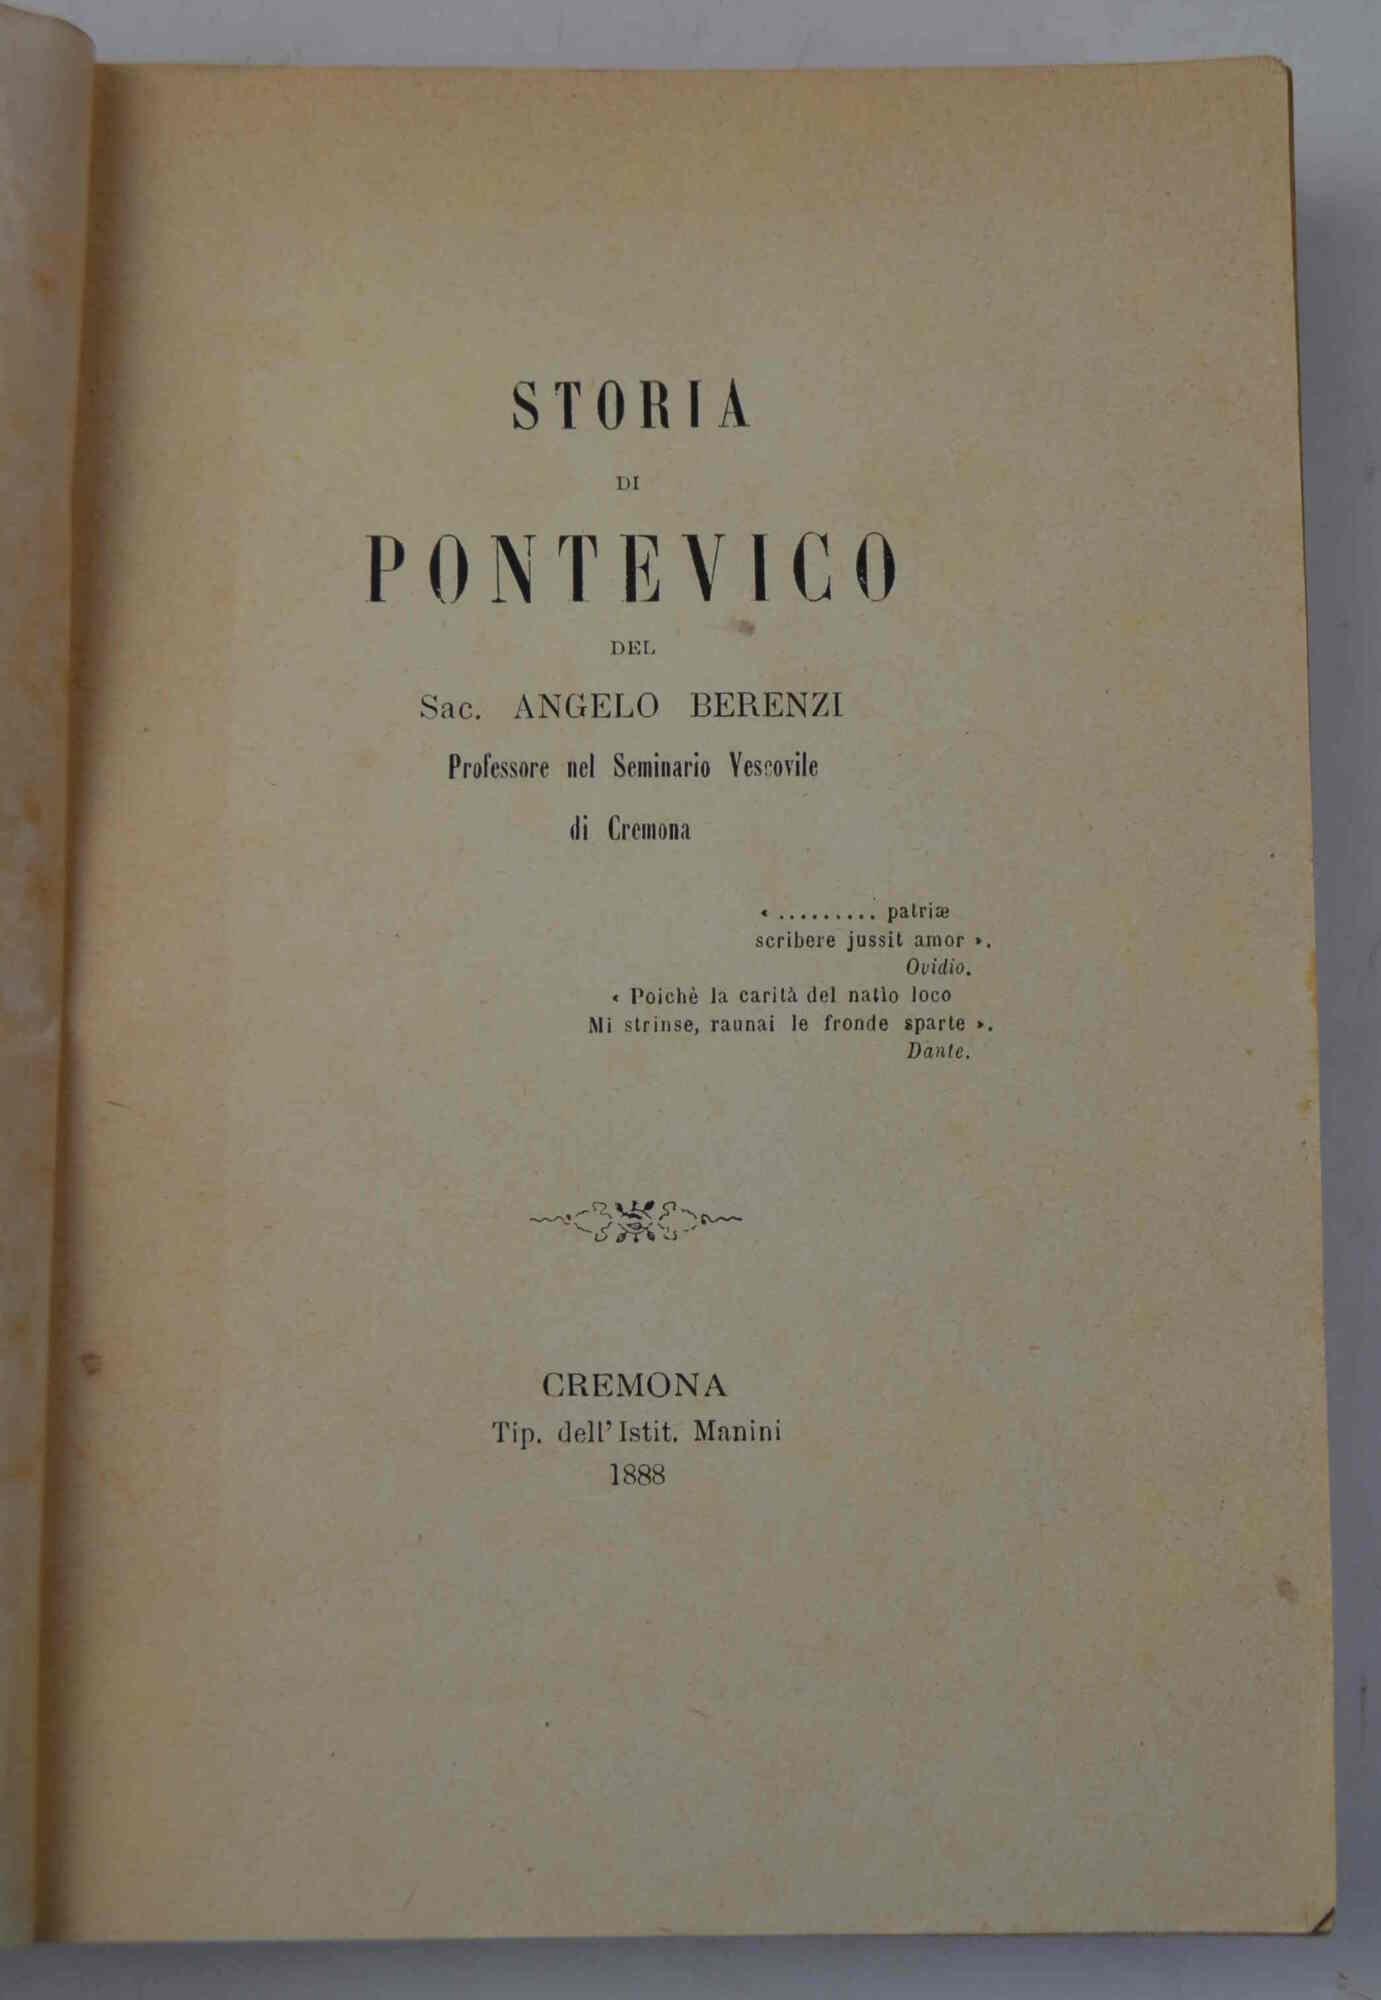 STORIA
DI
PONTEVICO
DEL
Sac. ANGELO BERENZI
Professore nel Seminario Vescovile
di Cremona
« ......... patriæ
scribere jussit amor ».
Ovidio.
« Poichè la carità del natìo loco
Mi strinse, raunai le fronde sparte ».
Dante.
CREMONA
Tip. dell' Istit. Manini
1888